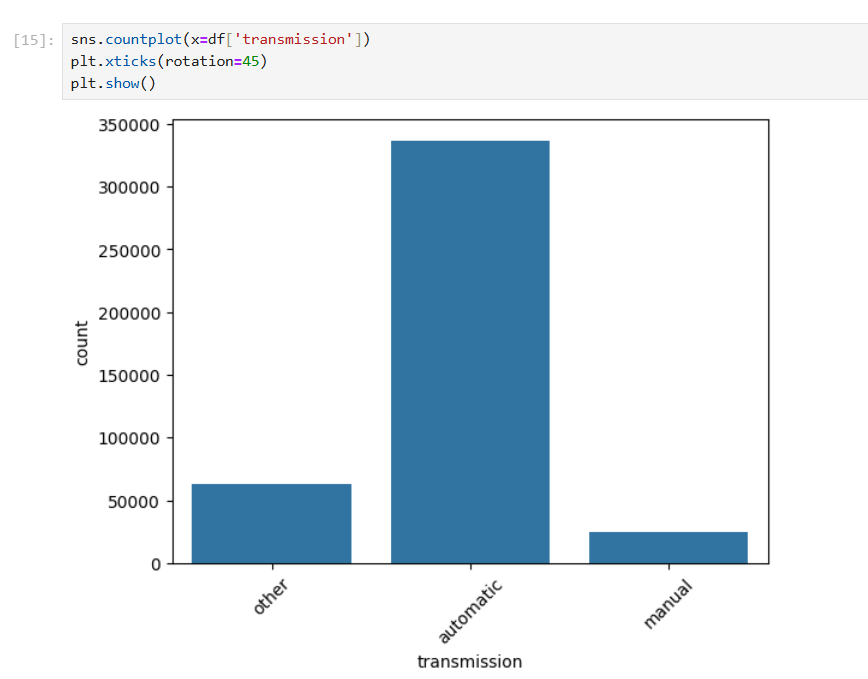 [15]: sns.countplot(x=df['transmission'])
plt.xticks(rotation=45)
plt.show()
350000
300000
250000
200000
150000
100000
50000
0
count
other automatic manual
transmission